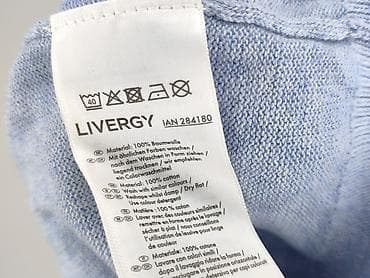 40
LIVERGY IAN 284180
Material: 100% Baumwolle
Mit ähnlichen Farben waschen /
nach dem Waschen in Form ziehen /
liegend trocknen / wir empfehlen
ein Colorwaschmittel
Material: 100% cotton
Wash with similar colours /
Reshape whilst damp / Dry flat /
Use colour detergent
Matière: 100% coton
Laver avec des couleurs similaires /
remettre en forme après le lavage /
sécher à plat / nous conseillons
l'utilisation de lessive pour linge
de couleur
Materiale: 100% cotone
Lavare con colori simili /
dopo il lavaggio ridare la forma /
in posizione orizzontale